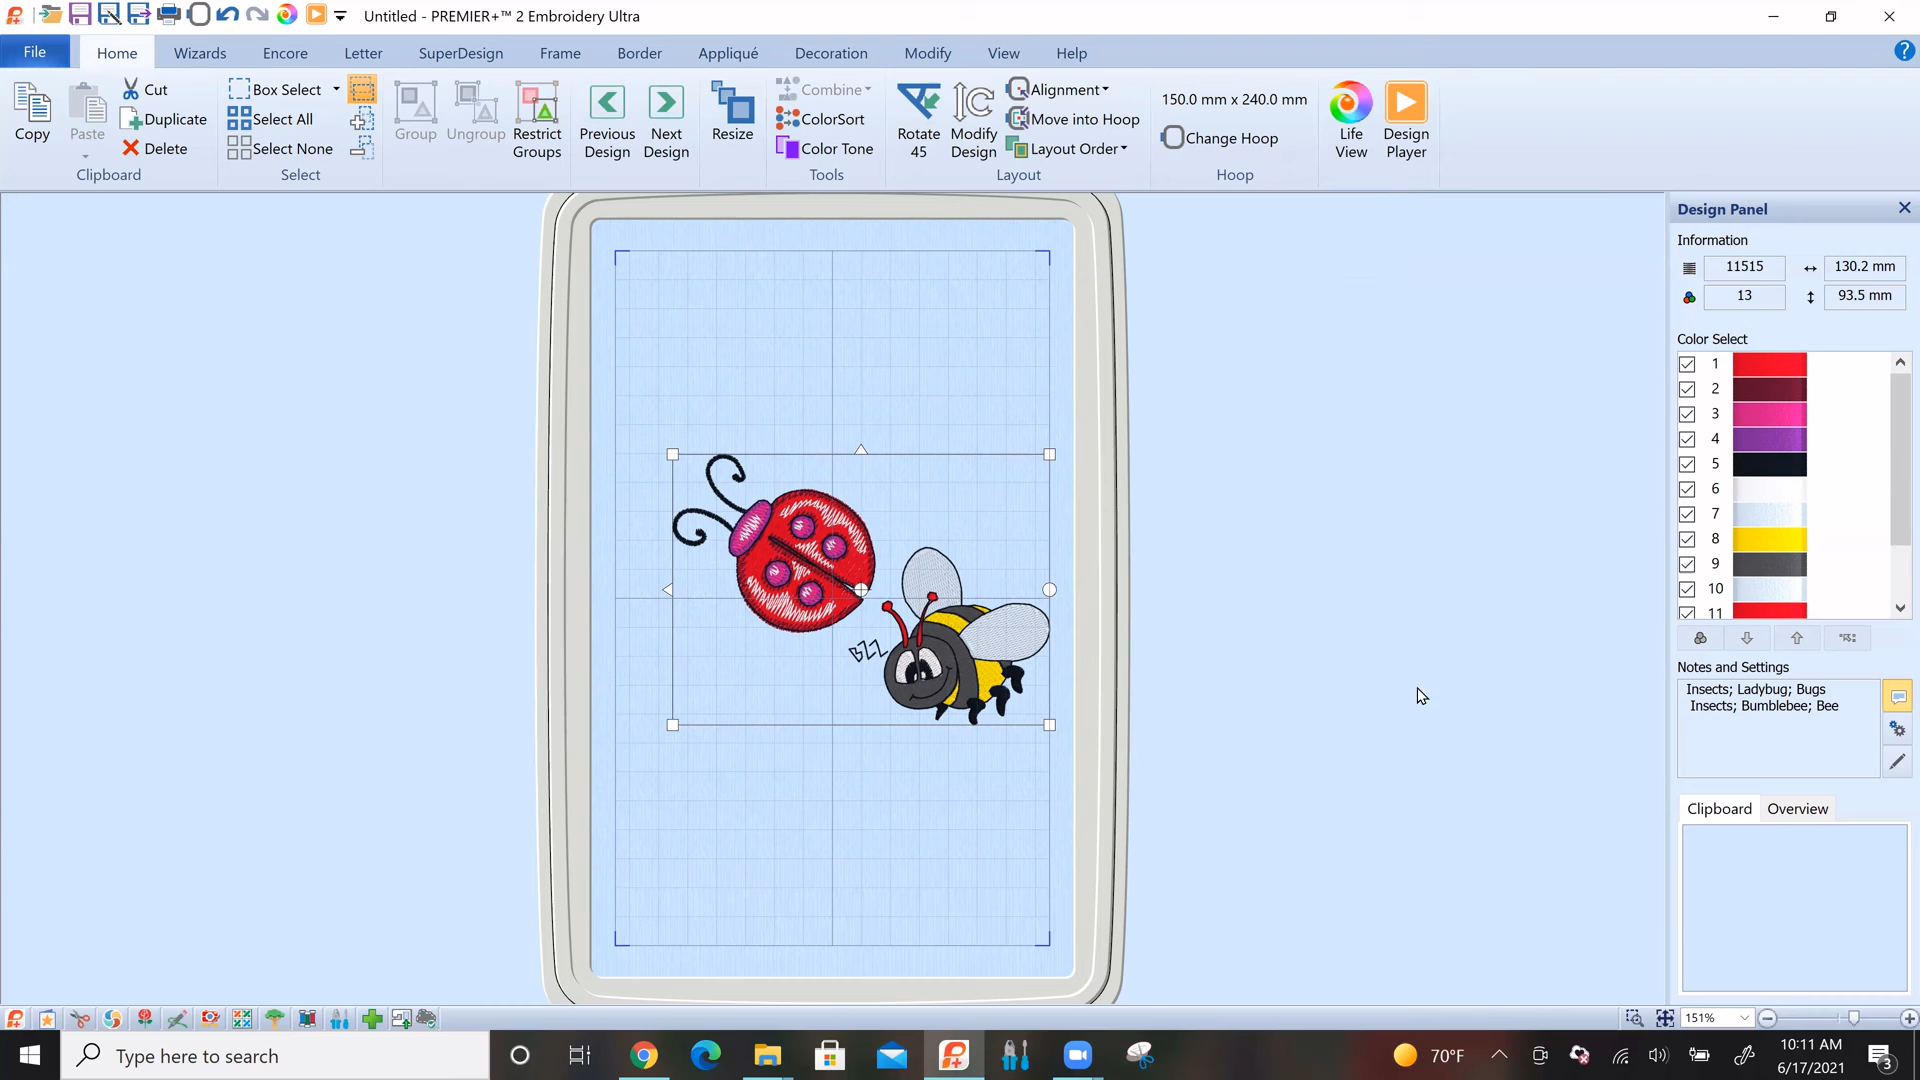 Untitled - PREMIER+™ 2 Embroidery Ultra
File Home Wizards Encore Letter SuperDesign Frame Border Appliqué Decoration Modify View Help
Copy
Paste
Cut
Duplicate
Delete
Clipboard
Box Select
Select All
Select None
Select
Group
Ungroup
Restrict Groups
Previous Design
Next Design
Resize
Combine
ColorSort
Color Tone
Tools
Rotate 45
Modify Design
Alignment
Move into Hoop
Layout Order
Layout
150.0 mm x 240.0 mm
Change Hoop
Hoop
Life View
Design Player
Design Panel
Information
11515 130.2 mm
13 93.5 mm
Color Select
1
2
3
4
5
6
7
8
9
10
11
Notes and Settings
Insects; Ladybug; Bugs
Insects; Bumblebee; Bee
Clipboard Overview
BZZ
151%
Type here to search
70°F
10:11 AM
6/17/2021
3